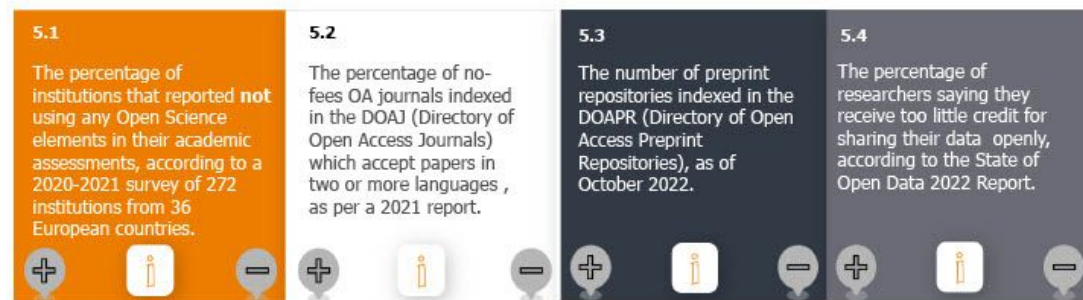 5.1
The percentage of
institutions that reported not
using any Open Science
elements in their academic
assessments, according to a
2020-2021 survey of 272
institutions from 36
European countries.
5.2
The percentage of no-
fees OA journals indexed
in the DOAJ (Directory of
Open Access Journals)
which accept papers in
two or more languages ,
as per a 2021 report.
5.3
The number of preprint
repositories indexed in the
DOAPR (Directory of Open
Access Preprint
Repositories), as of
October 2022.
5.4
The percentage of
researchers saying they
receive too little credit for
sharing their data  openly,
according to the State of
Open Data 2022 Report.